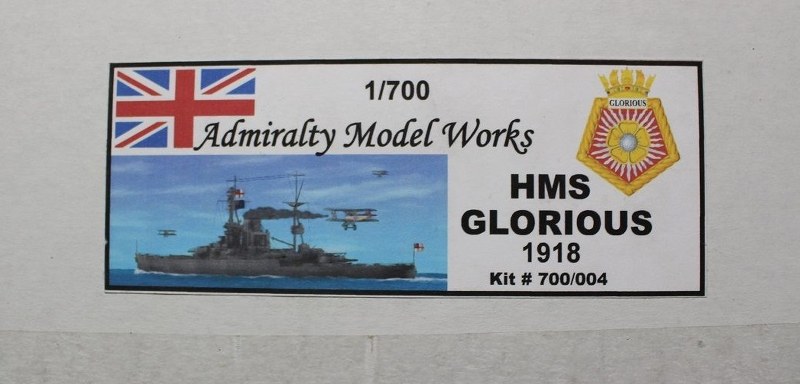 1/700
Admiralty Model Works
GLORIOUS
HMS
GLORIOUS
1918
Kit # 700/004